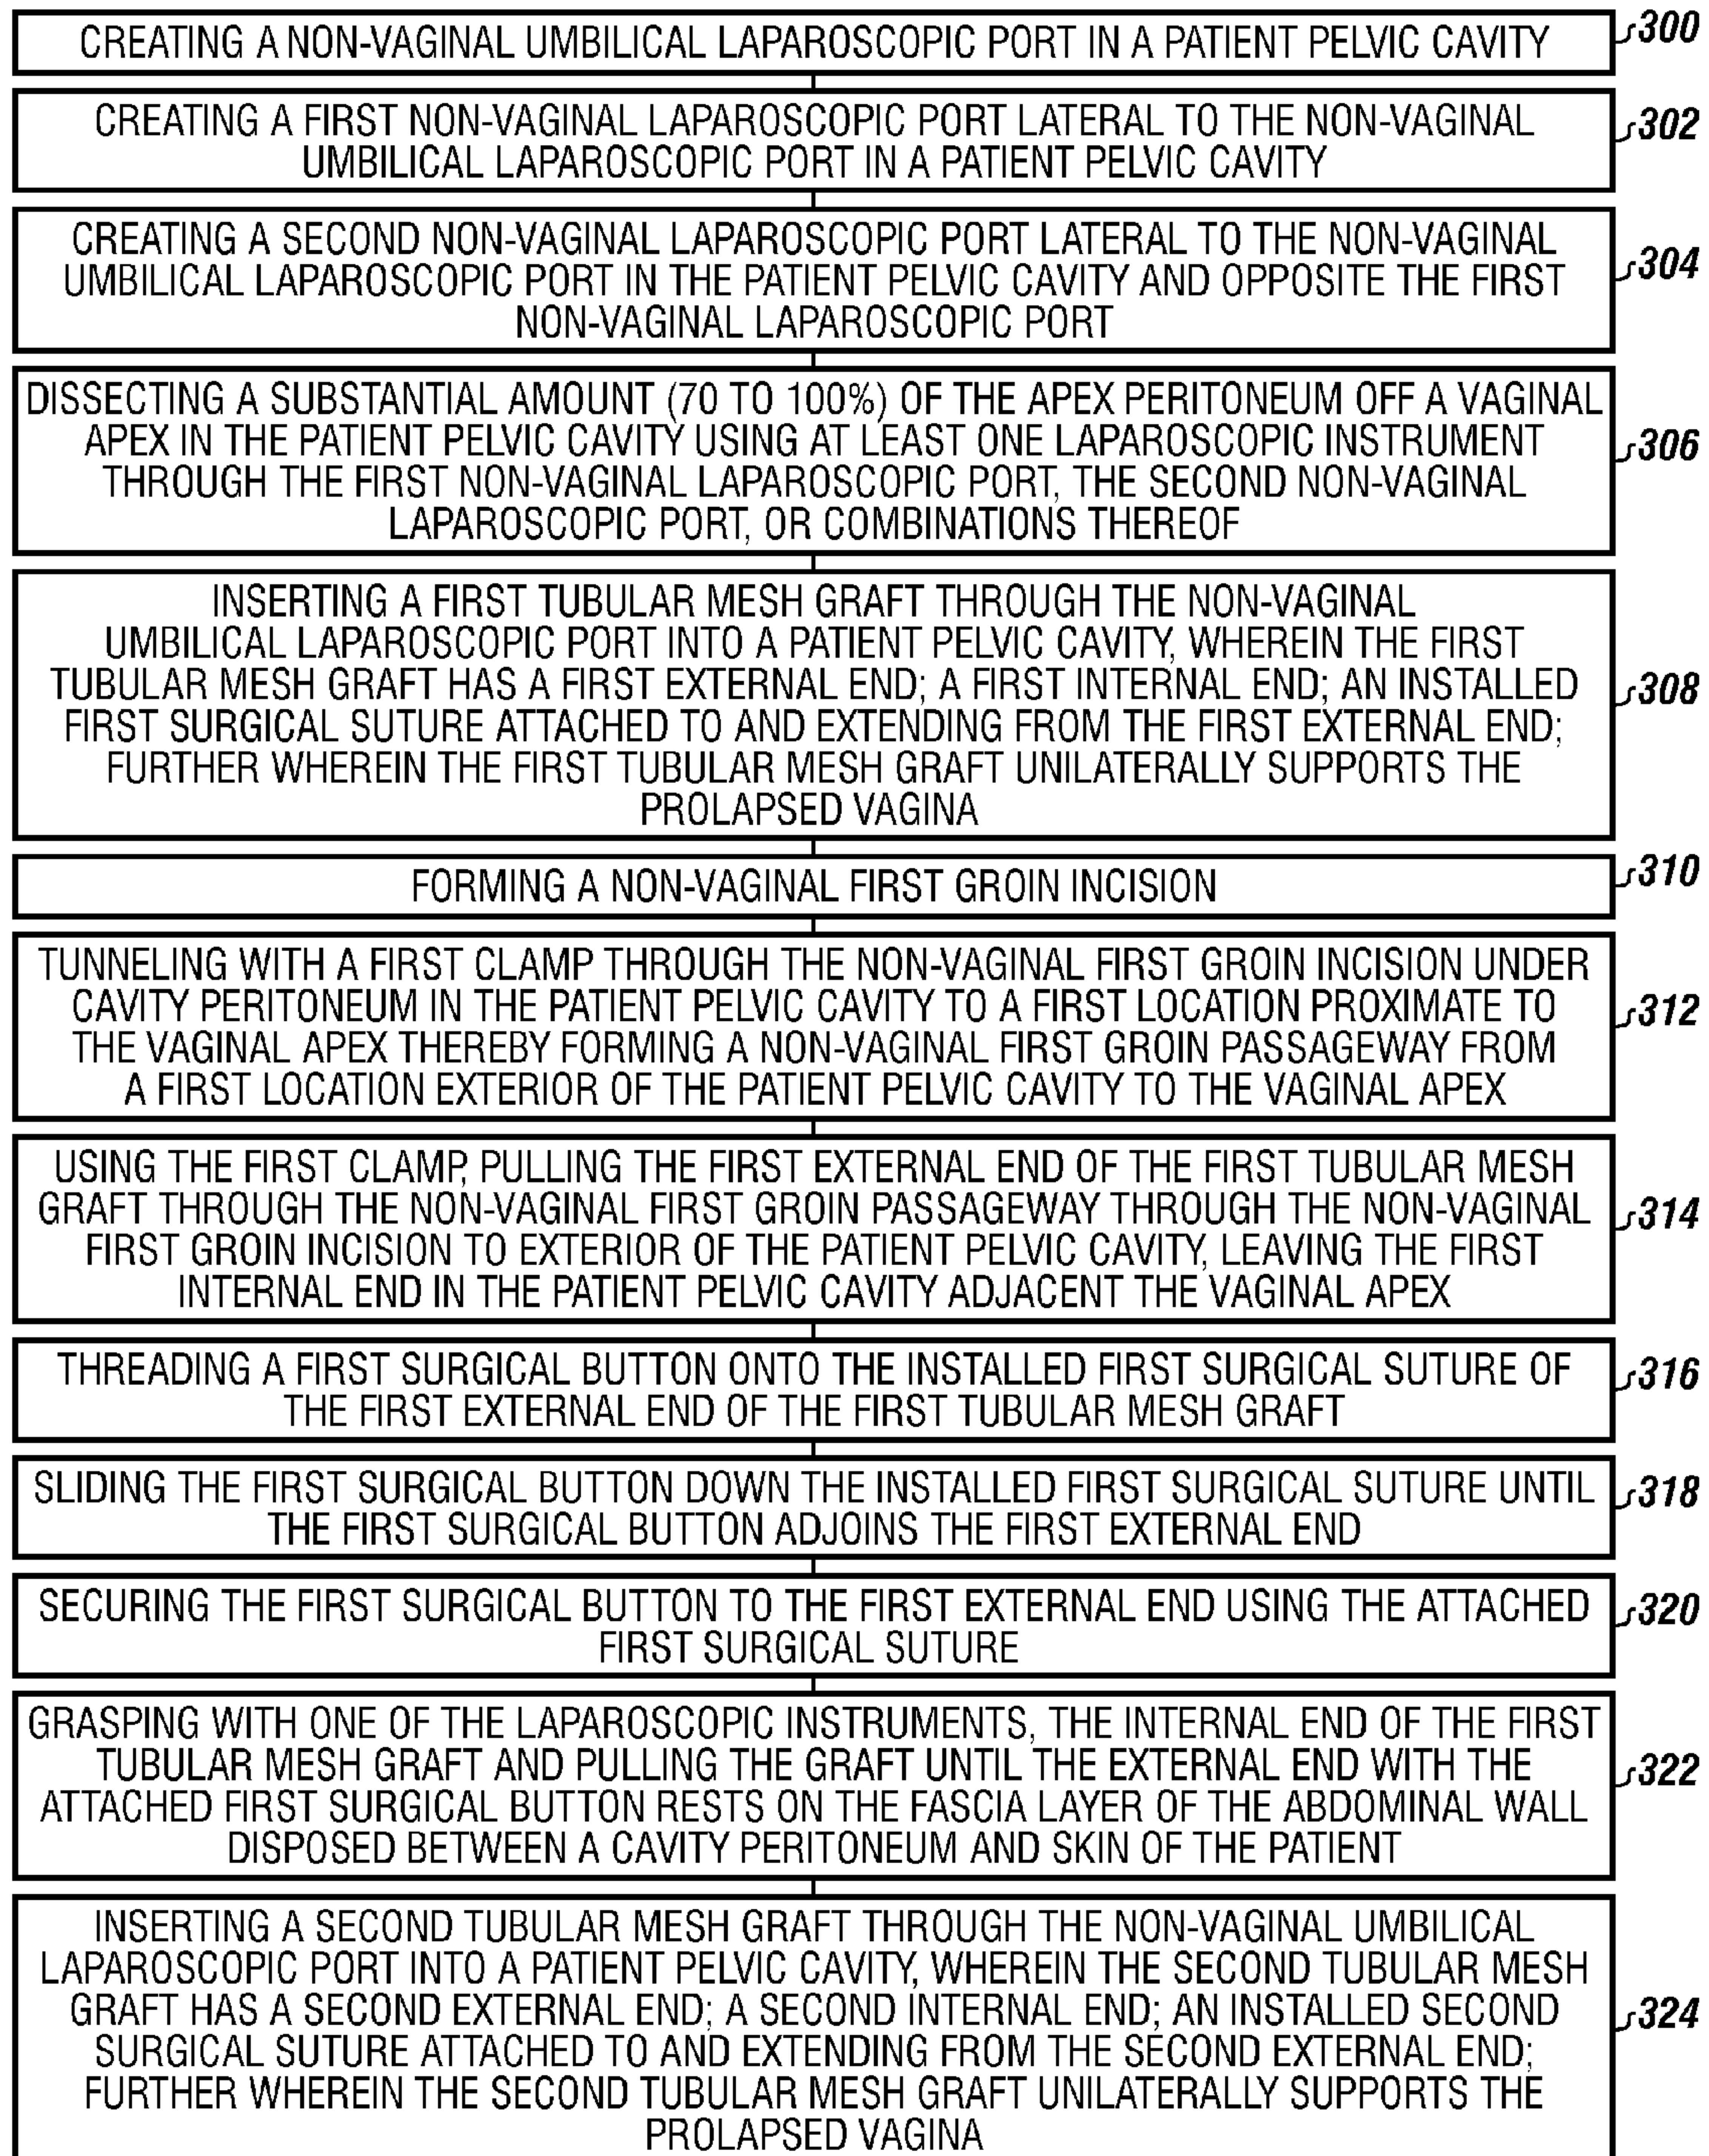 CREATING A NON-VAGINAL UMBILICAL LAPAROSCOPIC PORT IN A PATIENT PELVIC CAVITY
300
CREATING A FIRST NON-VAGINAL LAPAROSCOPIC PORT LATERAL TO THE NON-VAGINAL
UMBILICAL LAPAROSCOPIC PORT IN A PATIENT PELVIC CAVITY
302
CREATING A SECOND NON-VAGINAL LAPAROSCOPIC PORT LATERAL TO THE NON-VAGINAL
UMBILICAL LAPAROSCOPIC PORT IN THE PATIENT PELVIC CAVITY AND OPPOSITE THE FIRST
NON-VAGINAL LAPAROSCOPIC PORT
304
DISSECTING A SUBSTANTIAL AMOUNT (70 TO 100%) OF THE APEX PERITONEUM OFF A VAGINAL
APEX IN THE PATIENT PELVIC CAVITY USING AT LEAST ONE LAPAROSCOPIC INSTRUMENT
THROUGH THE FIRST NON-VAGINAL LAPAROSCOPIC PORT, THE SECOND NON-VAGINAL
LAPAROSCOPIC PORT, OR COMBINATIONS THEREOF
306
INSERTING A FIRST TUBULAR MESH GRAFT THROUGH THE NON-VAGINAL
UMBILICAL LAPAROSCOPIC PORT INTO A PATIENT PELVIC CAVITY, WHEREIN THE FIRST
TUBULAR MESH GRAFT HAS A FIRST EXTERNAL END; A FIRST INTERNAL END; AN INSTALLED
FIRST SURGICAL SUTURE ATTACHED TO AND EXTENDING FROM THE FIRST EXTERNAL END;
FURTHER WHEREIN THE FIRST TUBULAR MESH GRAFT UNILATERALLY SUPPORTS THE
PROLAPSED VAGINA
308
FORMING A NON-VAGINAL FIRST GROIN INCISION
310
TUNNELING WITH A FIRST CLAMP THROUGH THE NON-VAGINAL FIRST GROIN INCISION UNDER
CAVITY PERITONEUM IN THE PATIENT PELVIC CAVITY TO A FIRST LOCATION PROXIMATE TO
THE VAGINAL APEX THEREBY FORMING A NON-VAGINAL FIRST GROIN PASSAGEWAY FROM
A FIRST LOCATION EXTERIOR OF THE PATIENT PELVIC CAVITY TO THE VAGINAL APEX
312
USING THE FIRST CLAMP, PULLING THE FIRST EXTERNAL END OF THE FIRST TUBULAR MESH
GRAFT THROUGH THE NON-VAGINAL FIRST GROIN PASSAGEWAY THROUGH THE NON-VAGINAL
FIRST GROIN INCISION TO EXTERIOR OF THE PATIENT PELVIC CAVITY, LEAVING THE FIRST
INTERNAL END IN THE PATIENT PELVIC CAVITY ADJACENT THE VAGINAL APEX
314
THREADING A FIRST SURGICAL BUTTON ONTO THE INSTALLED FIRST SURGICAL SUTURE OF
THE FIRST EXTERNAL END OF THE FIRST TUBULAR MESH GRAFT
316
SLIDING THE FIRST SURGICAL BUTTON DOWN THE INSTALLED FIRST SURGICAL SUTURE UNTIL
THE FIRST SURGICAL BUTTON ADJOINS THE FIRST EXTERNAL END
318
SECURING THE FIRST SURGICAL BUTTON TO THE FIRST EXTERNAL END USING THE ATTACHED
FIRST SURGICAL SUTURE
320
GRASPING WITH ONE OF THE LAPAROSCOPIC INSTRUMENTS, THE INTERNAL END OF THE FIRST
TUBULAR MESH GRAFT AND PULLING THE GRAFT UNTIL THE EXTERNAL END WITH THE
ATTACHED FIRST SURGICAL BUTTON RESTS ON THE FASCIA LAYER OF THE ABDOMINAL WALL
DISPOSED BETWEEN A CAVITY PERITONEUM AND SKIN OF THE PATIENT
322
INSERTING A SECOND TUBULAR MESH GRAFT THROUGH THE NON-VAGINAL UMBILICAL
LAPAROSCOPIC PORT INTO A PATIENT PELVIC CAVITY, WHEREIN THE SECOND TUBULAR MESH
GRAFT HAS A SECOND EXTERNAL END; A SECOND INTERNAL END; AN INSTALLED SECOND
SURGICAL SUTURE ATTACHED TO AND EXTENDING FROM THE SECOND EXTERNAL END;
FURTHER WHEREIN THE SECOND TUBULAR MESH GRAFT UNILATERALLY SUPPORTS THE
PROLAPSED VAGINA
324